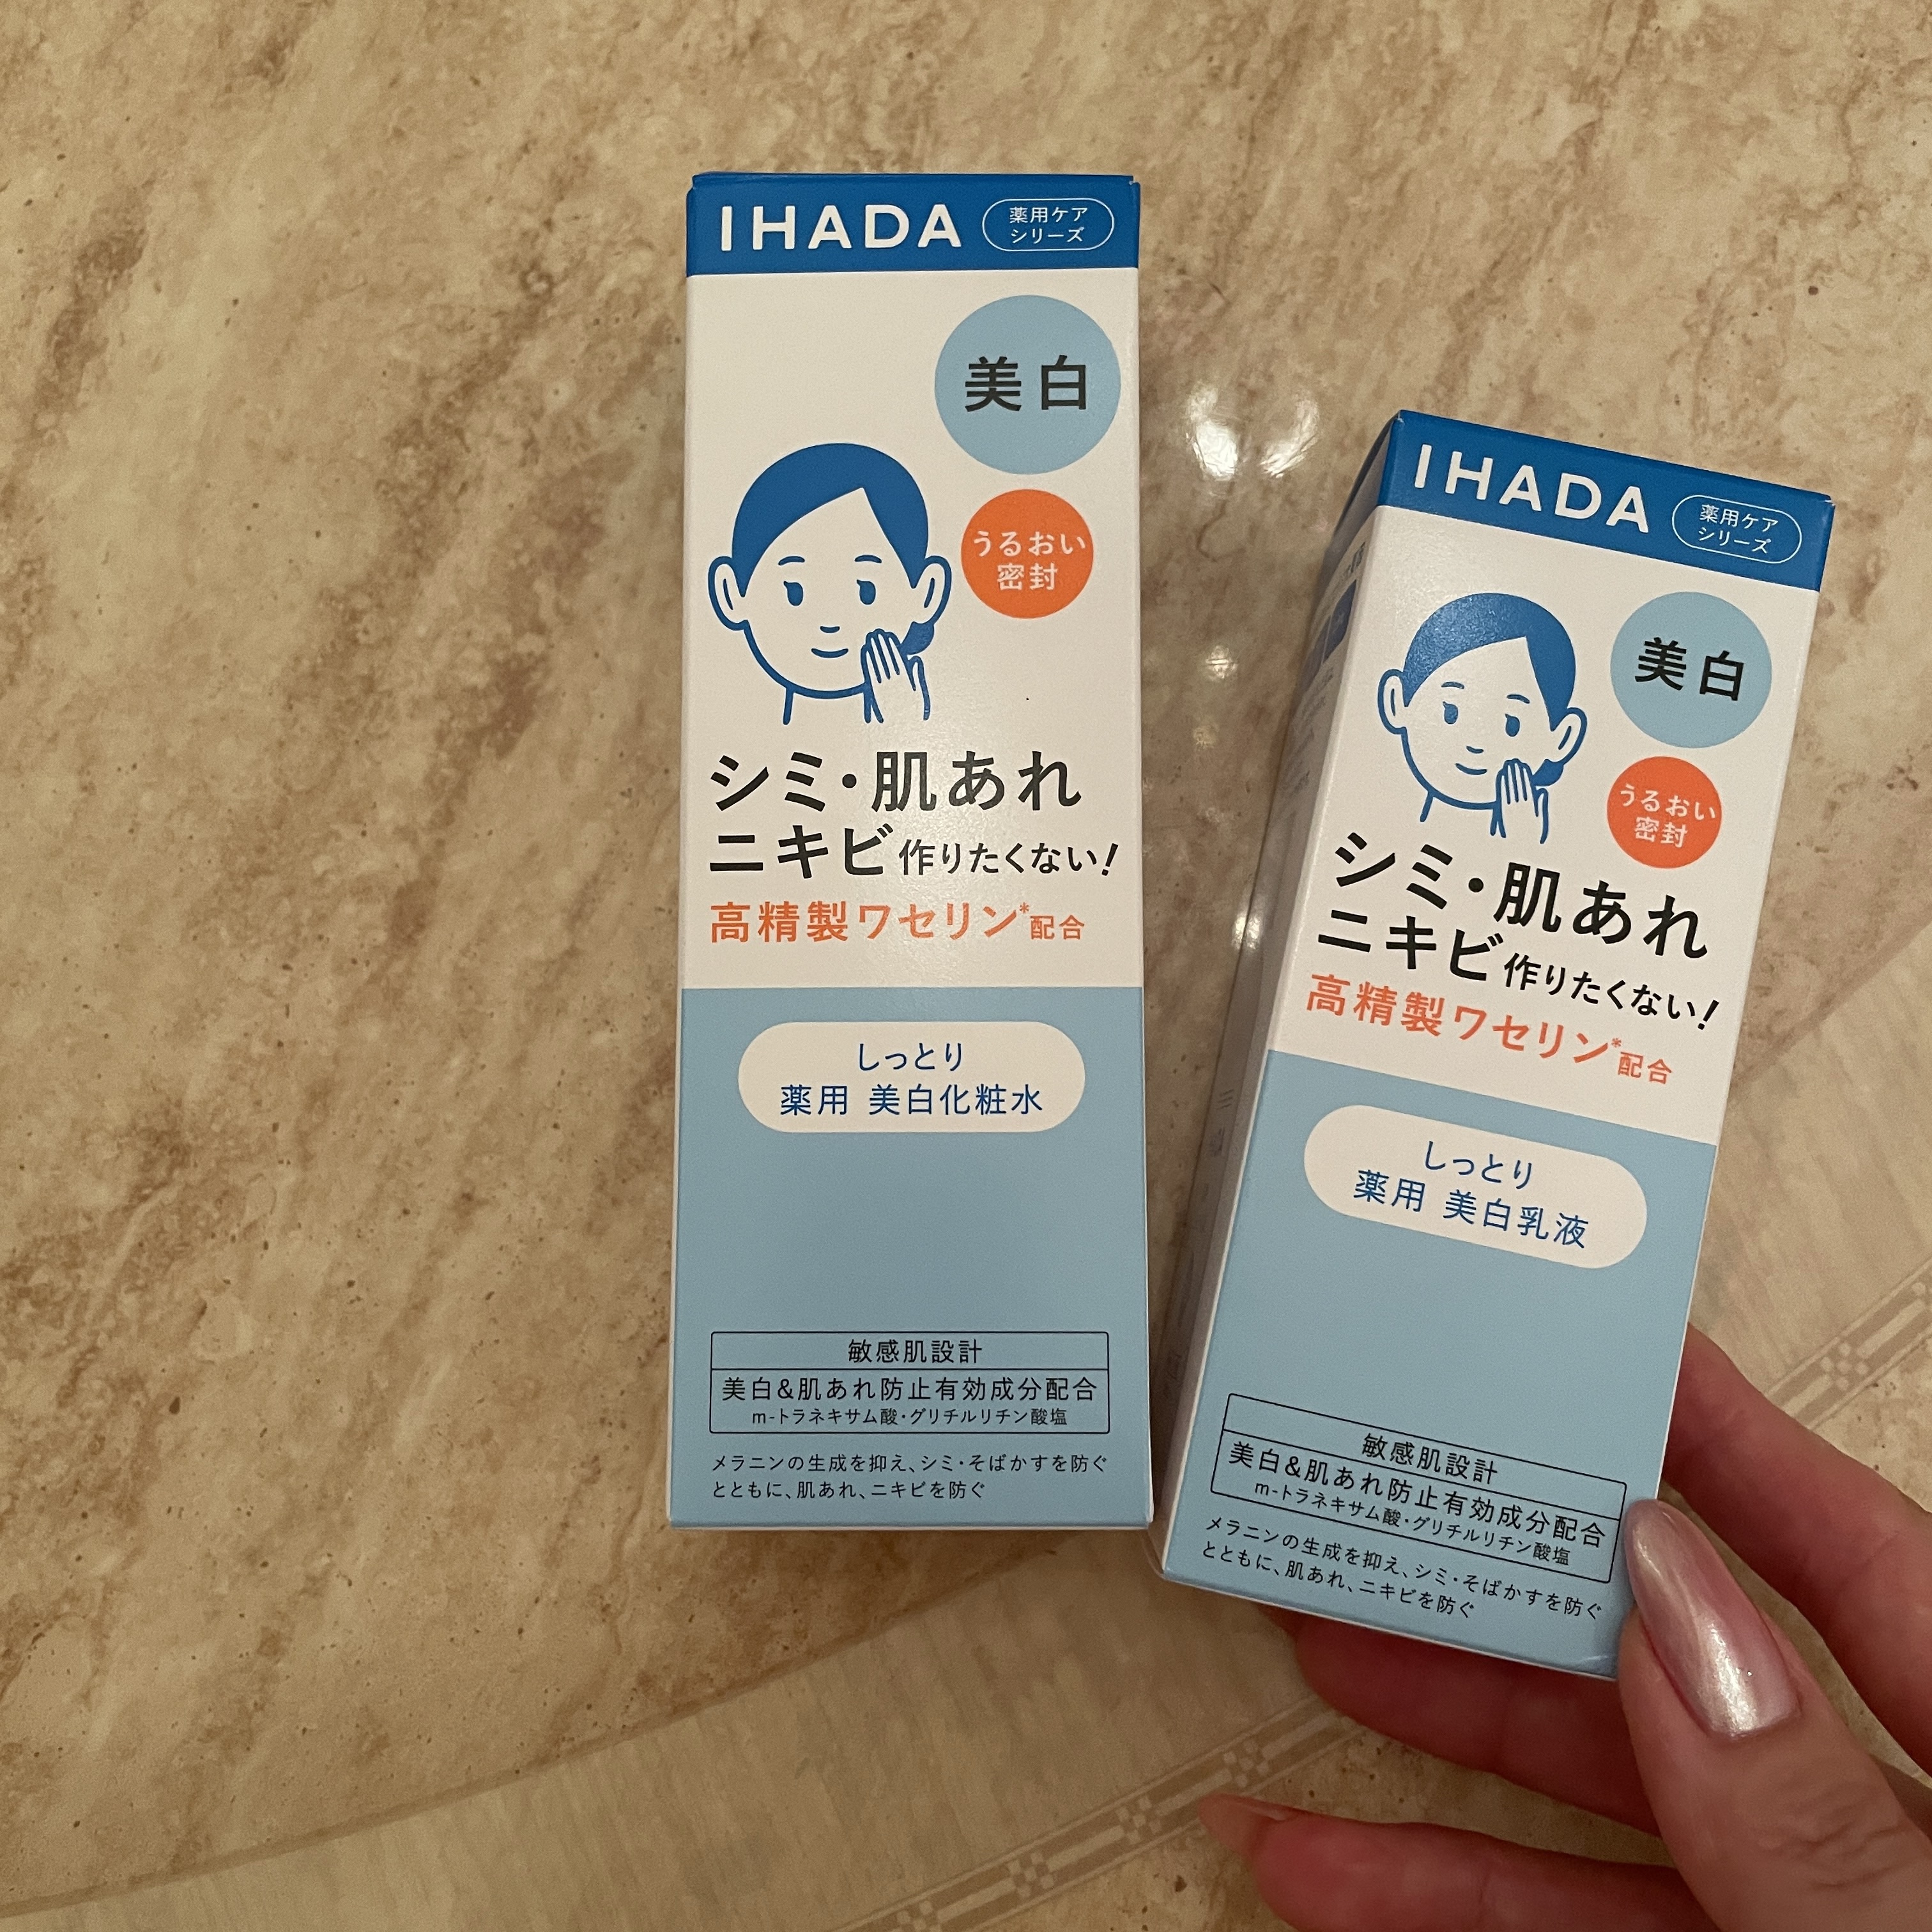 IHADA
薬用ケア
シリーズ
美白
うるおい
密封
シミ・肌あれ
ニキビ作りたくない!
高精製ワセリン*配合
しっとり
薬用 美白化粧水
敏感肌設計
美白&肌あれ防止有効成分配合
m-トラネキサム酸・グリチルリチン酸塩
メラニンの生成を抑え、シミ・そばかすを防ぐ
とともに、肌あれ、ニキビを防ぐ
IHADA
薬用ケア
シリーズ
美白
うるおい
密封
シミ・肌あれ
ニキビ作りたくない!
高精製ワセリン*配合
しっとり
薬用 美白乳液
敏感肌設計
美白&肌あれ防止有効成分配合
m-トラネキサム酸・グリチルリチン酸塩
メラニンの生成を抑え、シミ・そばかすを防ぐ
とともに、肌あれ、ニキビを防ぐ